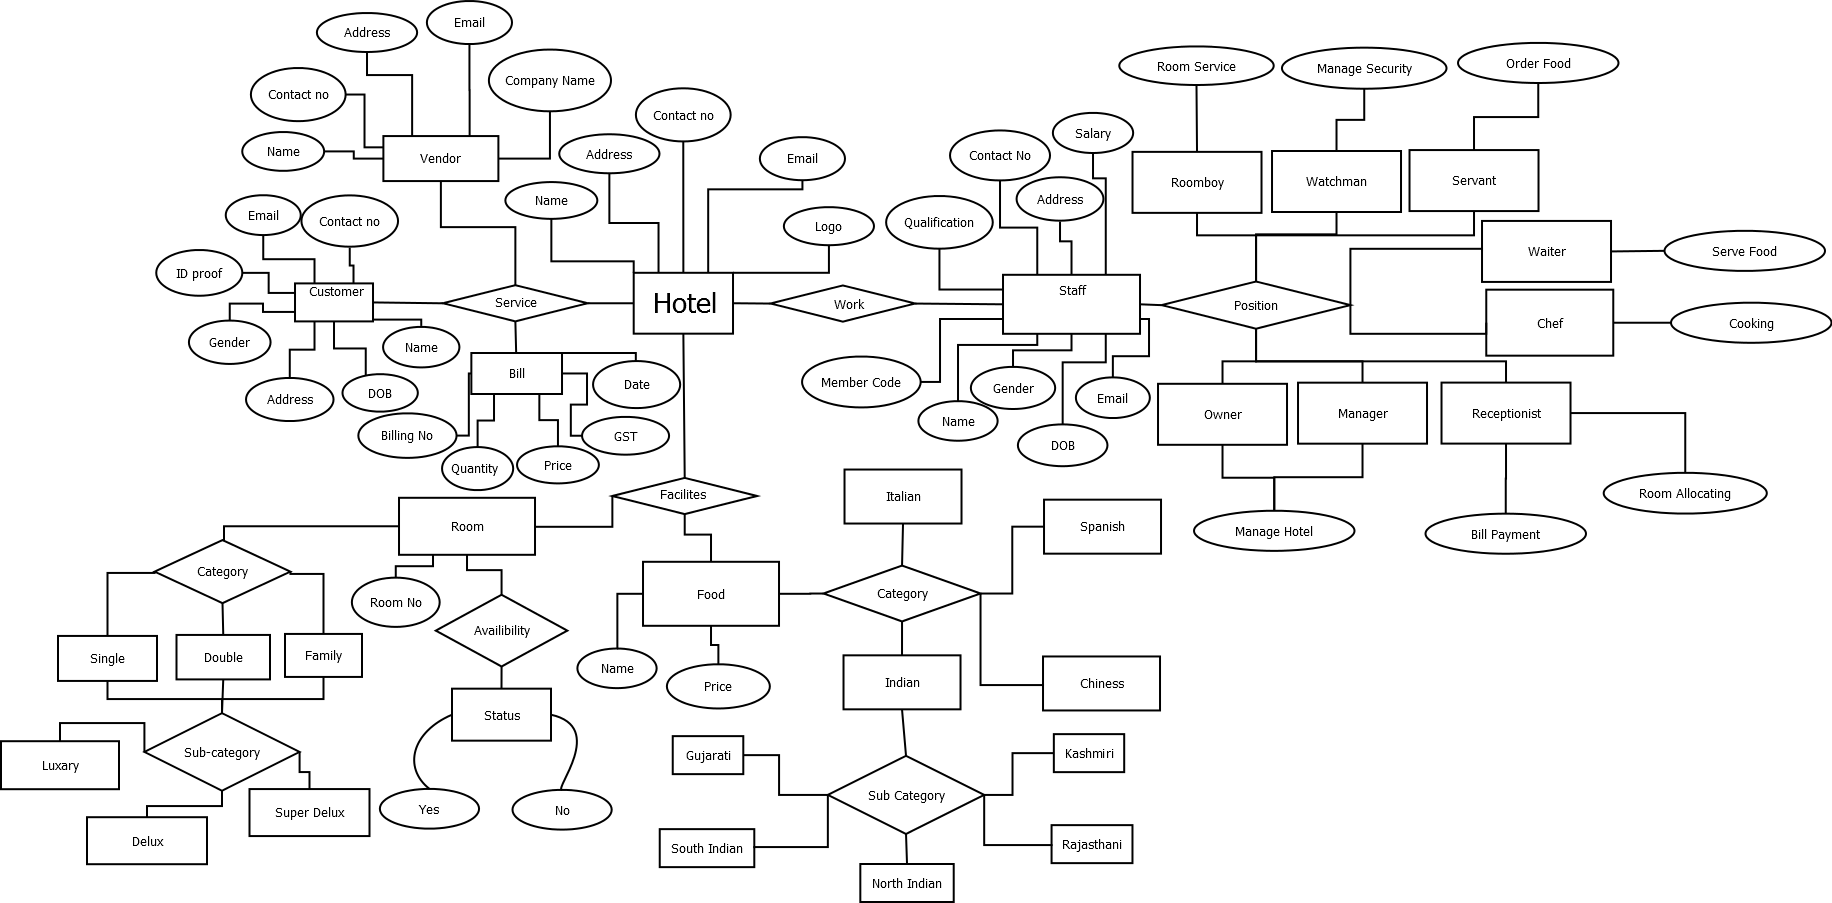 Email
Address
Company Name
Contact no
Name
Vendor
Contact no
Address
Email
Name
Logo
Email
Contact no
ID proof
Customer
Gender
Name
Address
DOB
Service
Hotel
Work
Bill
Date
Billing No
GST
Quantity
Price
Salary
Contact No
Address
Qualification
Staff
Member Code
Name
Gender
DOB
Email
Room Service
Manage Security
Order Food
Roomboy
Watchman
Servant
Waiter
Serve Food
Position
Chef
Cooking
Owner
Manager
Receptionist
Room Allocating
Manage Hotel
Bill Payment
Facilites
Room
Category
Room No
Availibility
Single
Double
Family
Status
Sub-category
Luxary
Super Delux
Delux
Yes
No
Italian
Spanish
Food
Category
Name
Price
Indian
Chiness
Gujarati
Kashmiri
Sub Category
South Indian
Rajasthani
North Indian